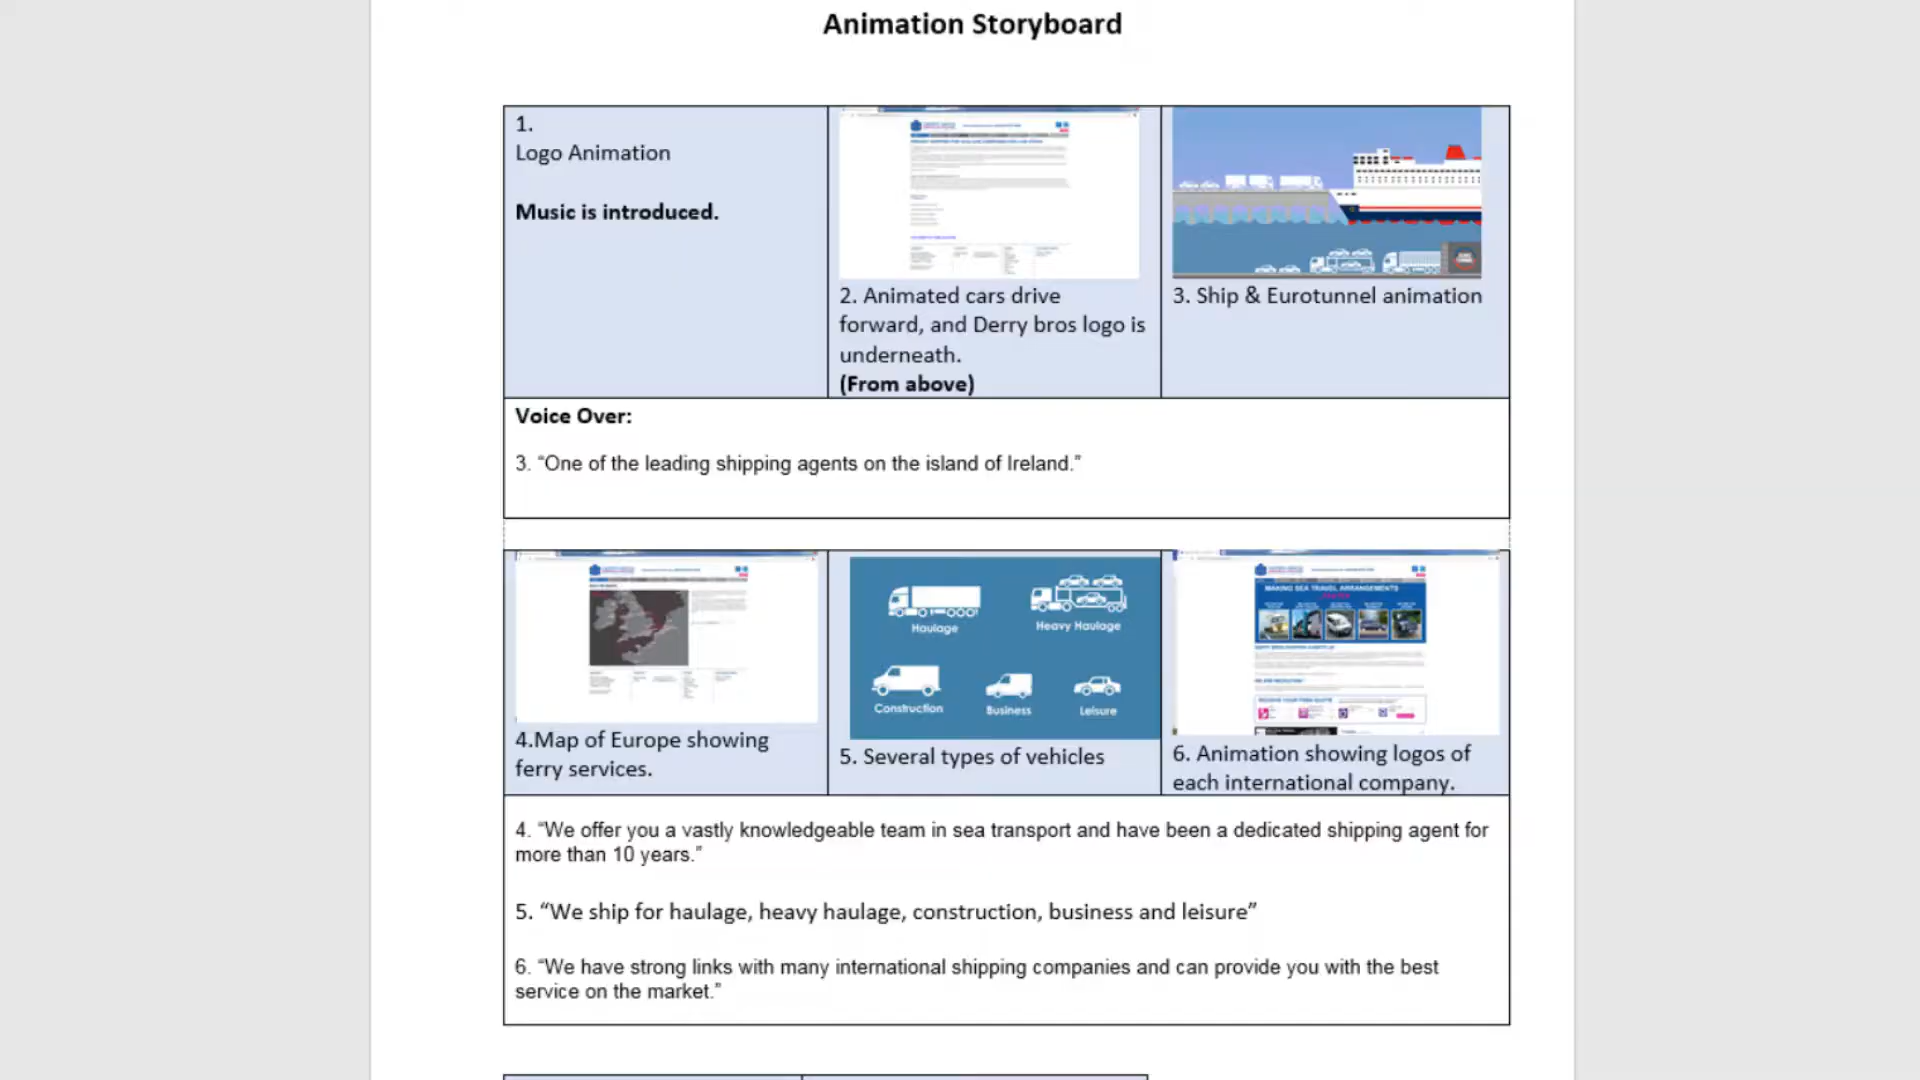 Animation Storyboard
1.
Logo Animation
Music is introduced.
2. Animated cars drive
forward, and Derry bros logo is
underneath.
(From above)
3. Ship & Eurotunnel animation
Voice Over:
3. “One of the leading shipping agents on the island of Ireland.”
MAKING SEA TRAVEL ARRANGEMENTS
Haulage
Heavy Haulage
Construction
Business
Leisure
4.Map of Europe showing
ferry services.
5. Several types of vehicles
6. Animation showing logos of
each international company.
4. “We offer you a vastly knowledgeable team in sea transport and have been a dedicated shipping agent for
more than 10 years.”
5. “We ship for haulage, heavy haulage, construction, business and leisure”
6. “We have strong links with many international shipping companies and can provide you with the best
service on the market.”